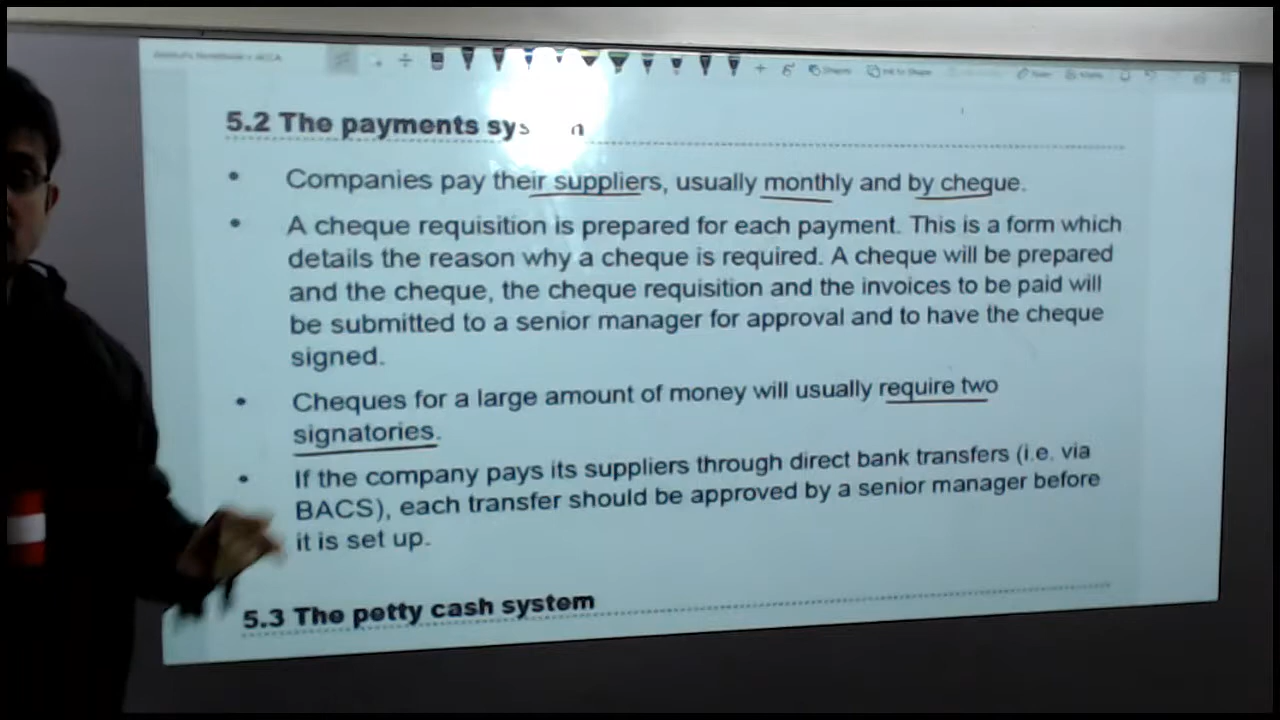 5.2 The payments
• Companies pay their suppliers, usually monthly and by cheque.
• A cheque requisition is prepared for each payment. This is a form which
details the reason why a cheque is required. A cheque will be prepared
and the cheque, the cheque requisition and the invoices to be paid will
be submitted to a senior manager for approval and to have the cheque
signed.
• Cheques for a large amount of money will usually require two
signatories.
• If the company pays its suppliers through direct bank transfers (i.e. via
BACS), each transfer should be approved by a senior manager before
it is set up.
5.3 The petty cash system